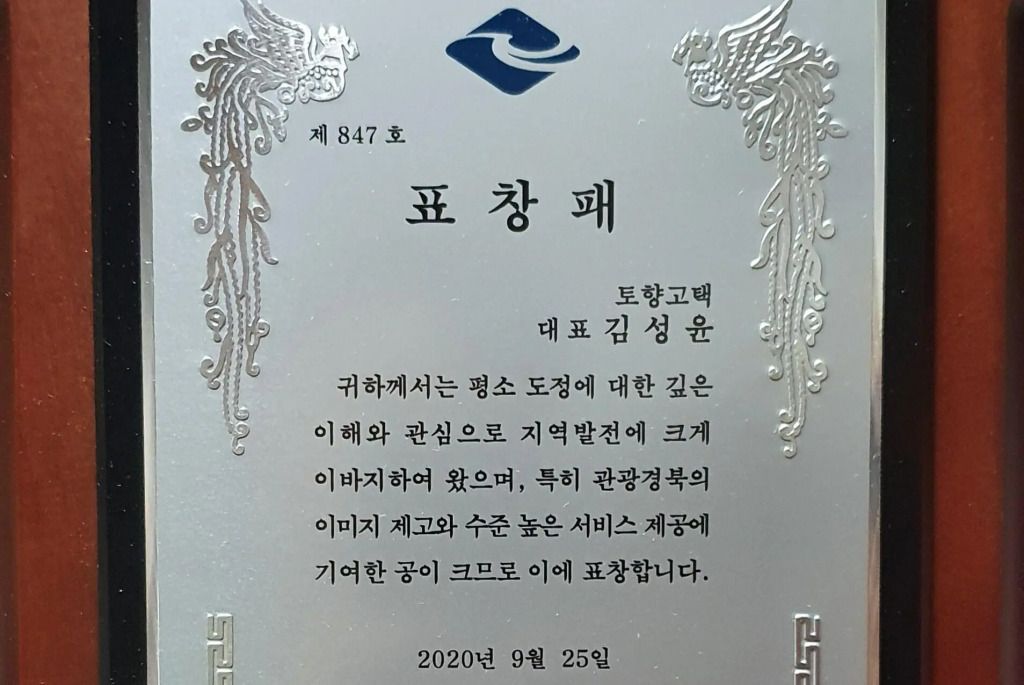 제 847 호
표 창 패
토향고택
대표 김 성 윤
귀하께서는 평소 도정에 대한 깊은
이해와 관심으로 지역발전에 크게
이바지하여 왔으며, 특히 관광경북의
이미지 제고와 수준 높은 서비스 제공에
기여한 공이 크므로 이에 표창합니다.
2020년 9월 25일